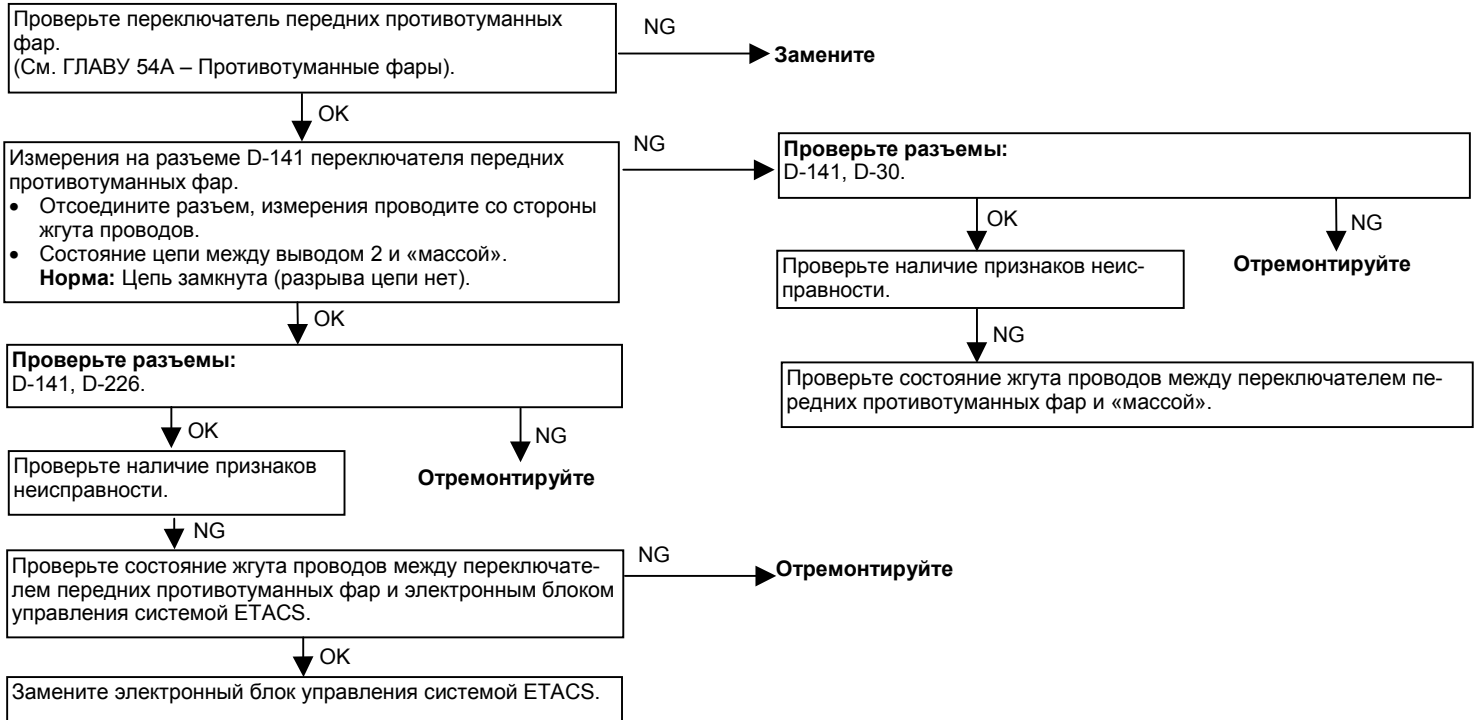 Проверьте переключатель передних противотуманных
фар.
(См. ГЛАВУ 54А – Противотуманные фары).
NG
Замените
OK
Измерения на разъеме D-141 переключателя передних
противотуманных фар.
• Отсоедините разъем, измерения проводите со стороны
жгута проводов.
• Состояние цепи между выводом 2 и «массой».
Норма: Цепь замкнута (разрыва цепи нет).
NG
Проверьте разъемы:
D-141, D-30.
OK
NG
Проверьте наличие признаков неис-
правности.
Отремонтируйте
NG
Проверьте состояние жгута проводов между переключателем пе-
редних противотуманных фар и «массой».
OK
Проверьте разъемы:
D-141, D-226.
OK
NG
Проверьте наличие признаков
неисправности.
Отремонтируйте
NG
Проверьте состояние жгута проводов между переключате-
лем передних противотуманных фар и электронным блоком
управления системой ETACS.
NG
Отремонтируйте
OK
Замените электронный блок управления системой ETACS.